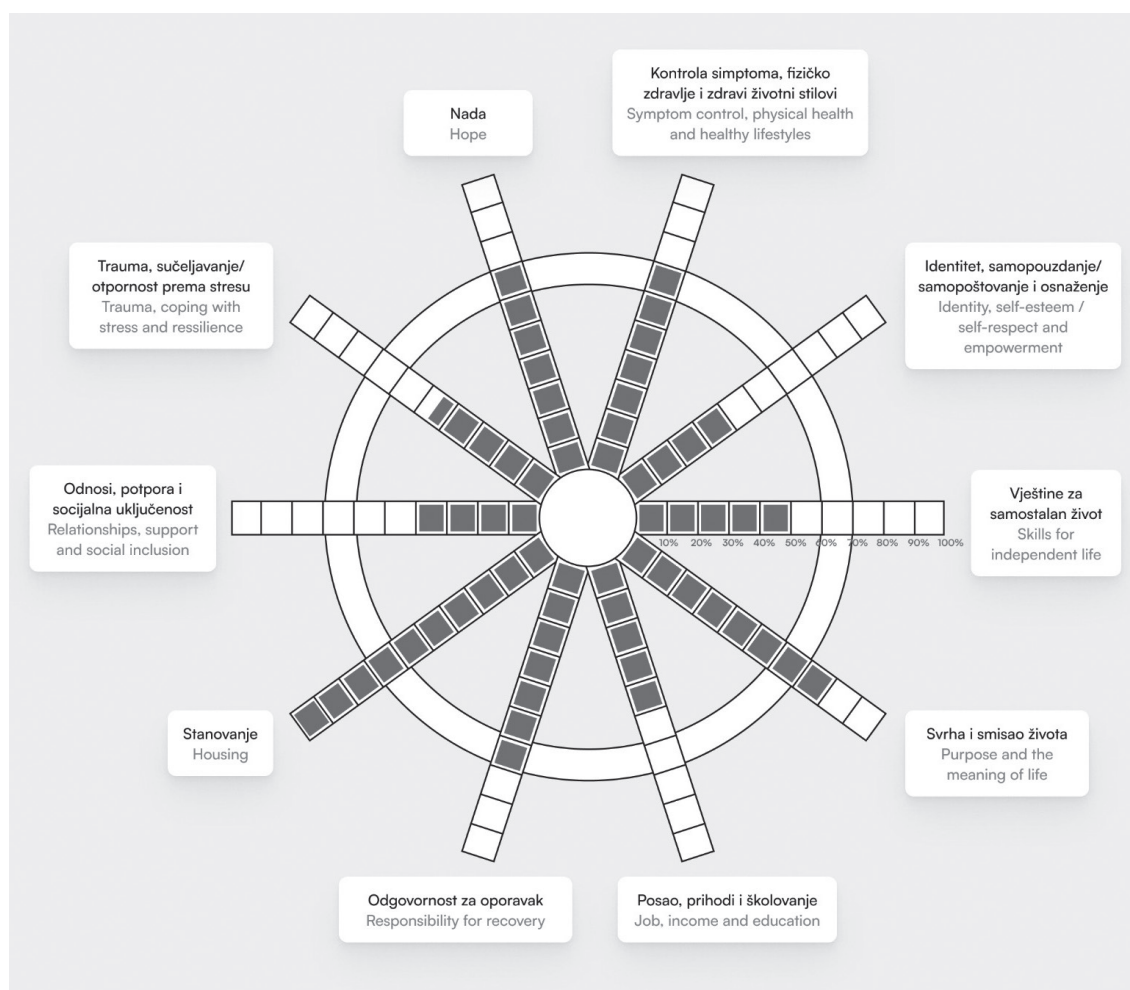 Kontrola simptoma, fizičko
zdravlje i zdravi životni stilovi
Symptom control, physical health
and healthy lifestyles
Nada
Hope
Trauma, sučeljavanje/
otpornost prema stresu
Trauma, coping with
stress and ressilience
Identitet, samopouzdanje/
samopoštovanje i osnaženje
Identity, self-esteem /
self-respect and
empowerment
Odnosi, potpora i
socijalna uključenost
Relationships, support
and social inclusion
Vještine za
samostalan život
Skills for
independent life
10% 20% 30% 40% 50% 60% 70% 80% 90% 100%
Stanovanje
Housing
Svrha i smisao života
Purpose and the
meaning of life
Odgovornost za oporavak
Responsibility for recovery
Posao, prihodi i školovanje
Job, income and education